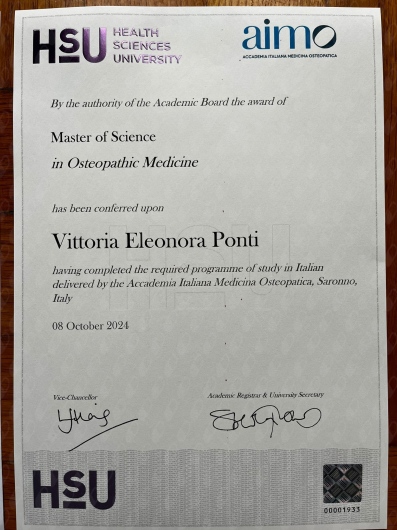 HSU HEALTH
SCIENCES
UNIVERSITY
aimo
ACCADEMIA ITALIANA MEDICINA OSTEOPATICA
By the authority of the Academic Board the award of
Master of Science
in Osteopathic Medicine
has been conferred upon
Vittoria Eleonora Ponti
having completed the required programme of study in Italian
delivered by the Accademia Italiana Medicina Osteopatica, Saronno,
Italy
08 October 2024
HSU
Vice-Chancellor
Academic Registrar & University Secretary
HSU
00001933